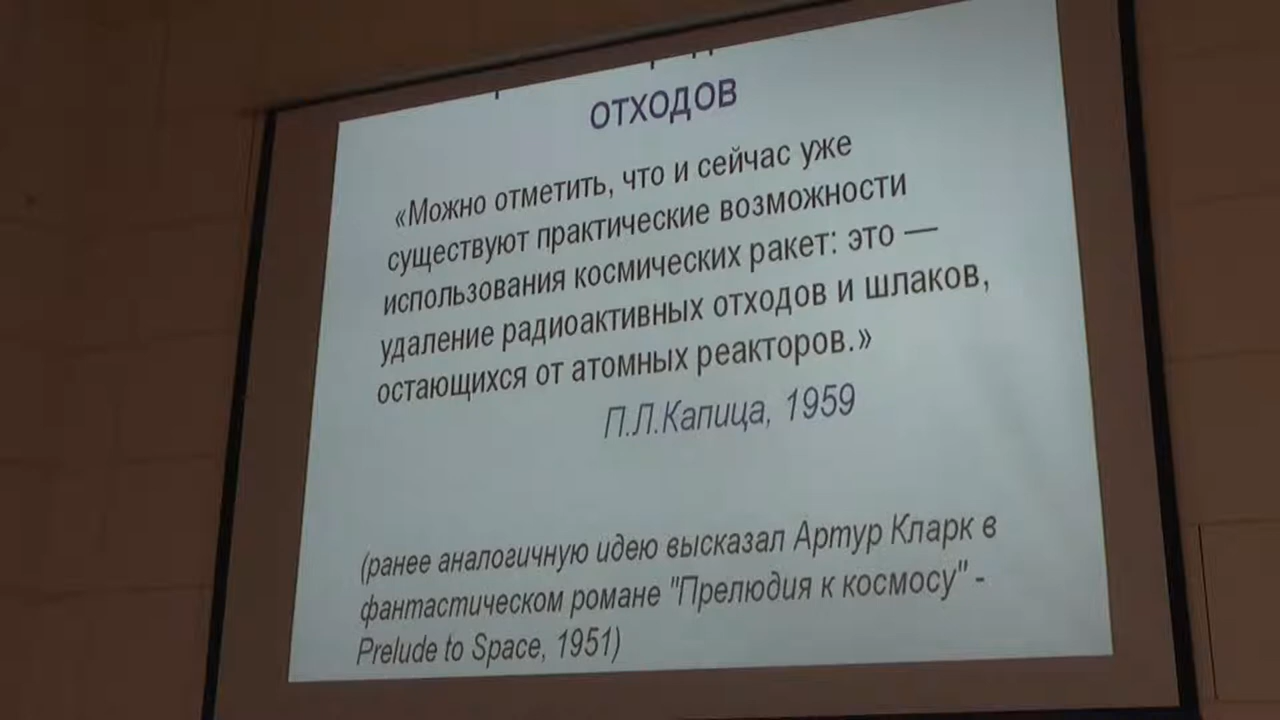 ОТХОДОВ
«Можно отметить, что и сейчас уже
существуют практические возможности
использования космических ракет: это —
удаление радиоактивных отходов и шлаков,
остающихся от атомных реакторов.»
П.Л.Капица, 1959
(ранее аналогичную идею высказал Артур Кларк в
фантастическом романе "Прелюдия к космосу" -
Prelude to Space, 1951)